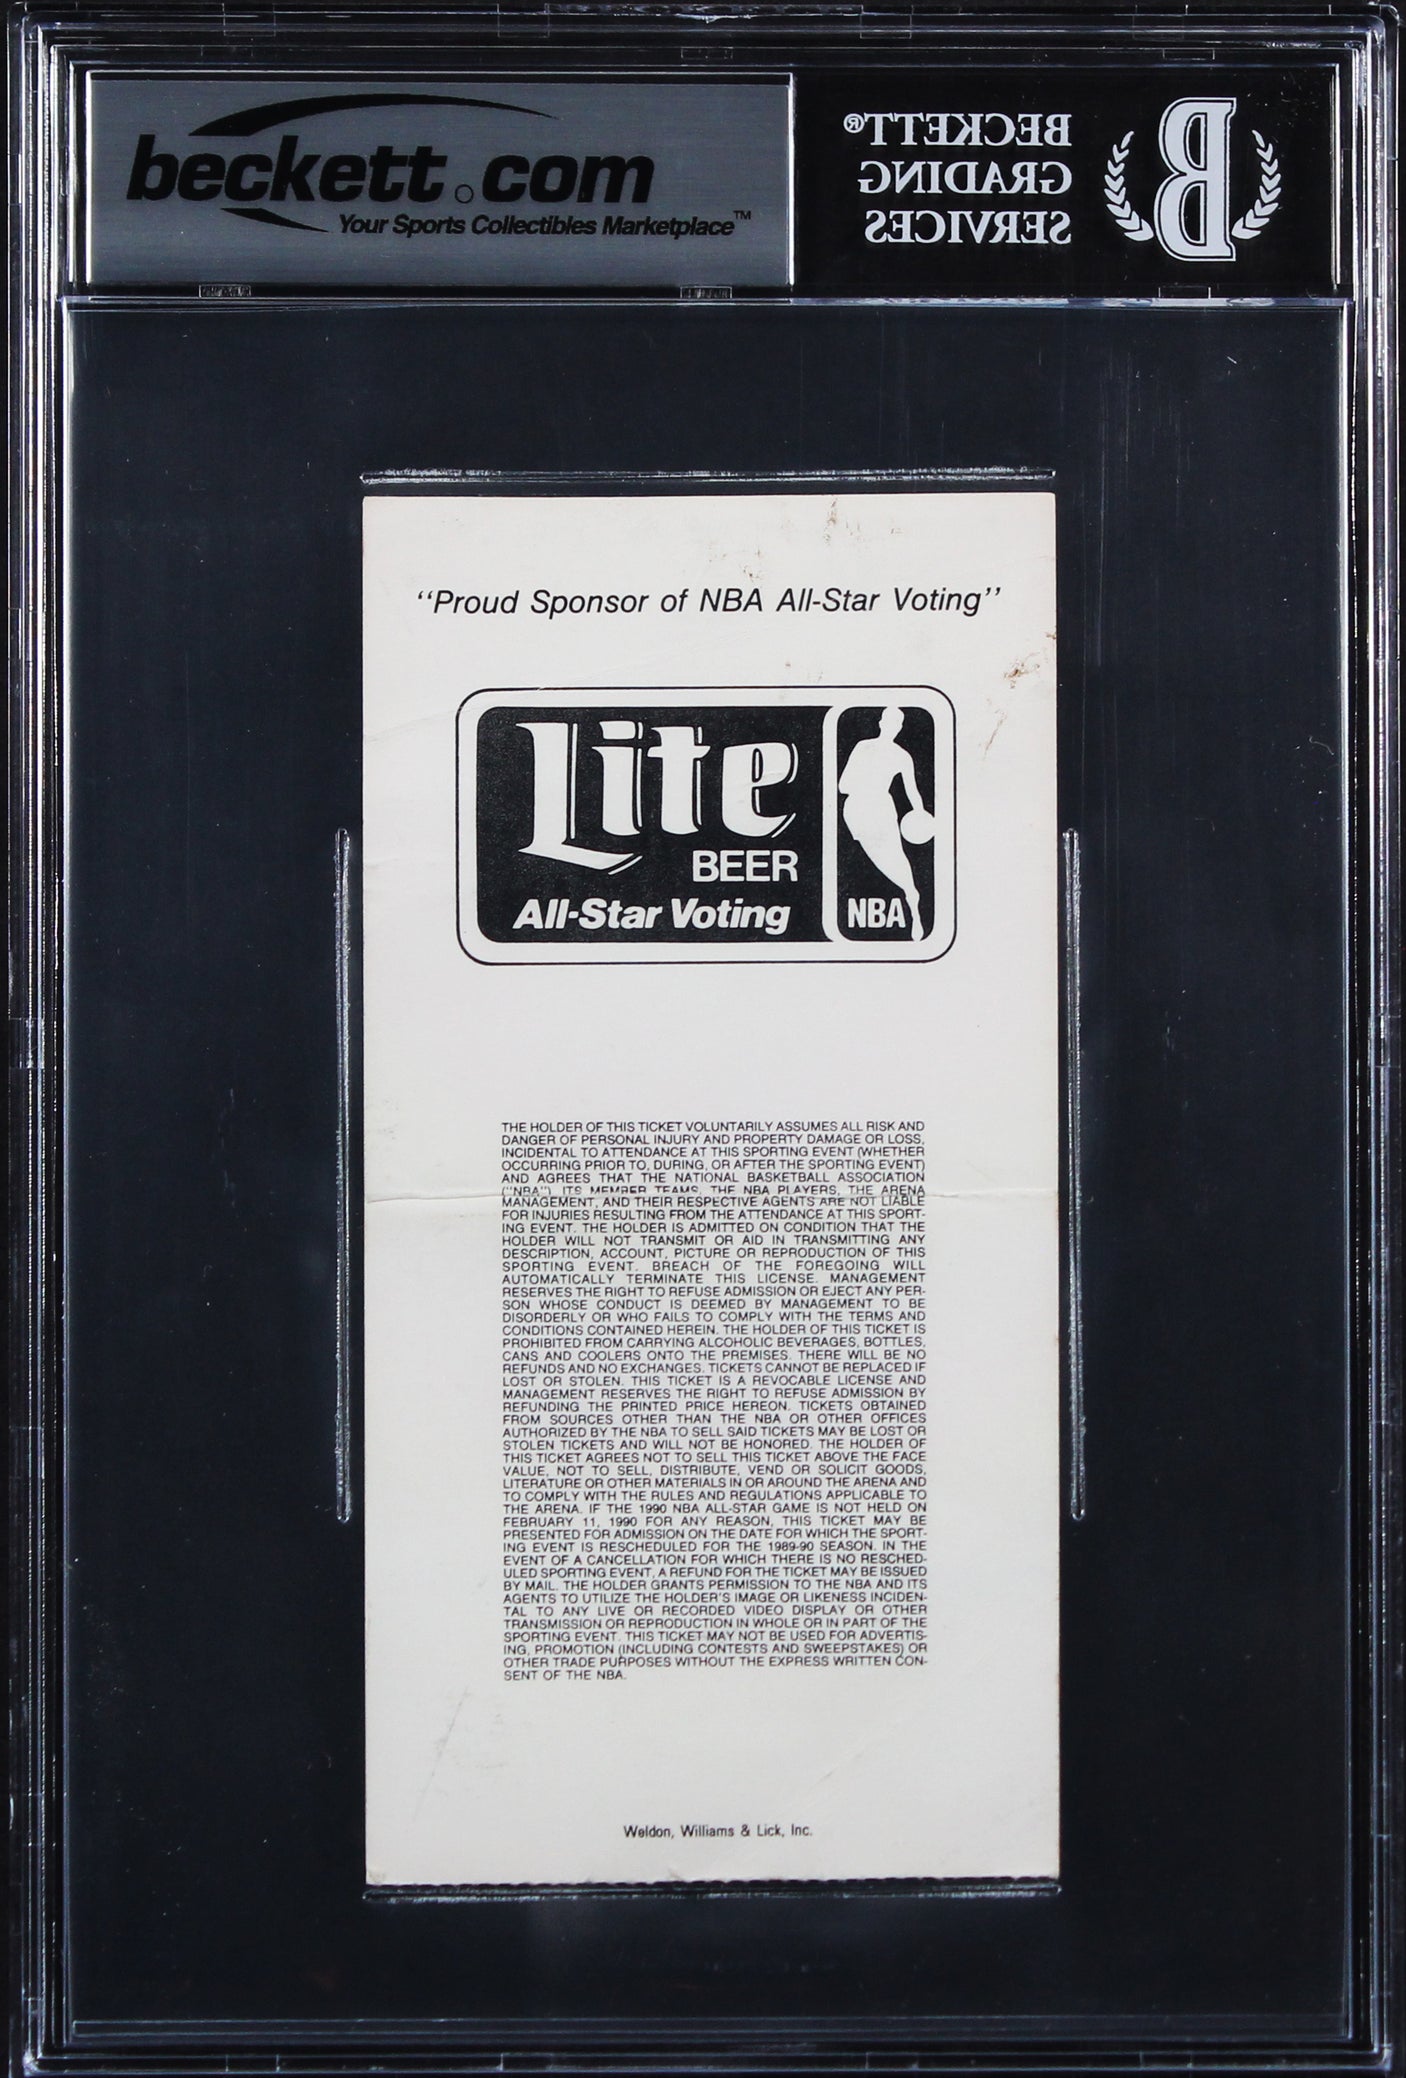 beckett.com
Your Sports Collectibles Marketplace™
BECKETT®
GRADING
SERVICES
B
"Proud Sponsor of NBA All-Star Voting"
Lite
BEER
All-Star Voting
NBA
THE HOLDER OF THIS TICKET VOLUNTARILY ASSUMES ALL RISK AND
DANGER OF PERSONAL INJURY AND PROPERTY DAMAGE OR LOSS,
INCIDENTAL TO ATTENDANCE AT THIS SPORTING EVENT (WHETHER
OCCURRING PRIOR TO, DURING, OR AFTER THE SPORTING EVENT)
AND AGREES THAT THE NATIONAL BASKETBALL ASSOCIATION
("NBA"), ITS MEMBER TEAMS, THE NBA PLAYERS, THE ARENA
MANAGEMENT, AND THEIR RESPECTIVE AGENTS ARE NOT LIABLE
FOR INJURIES RESULTING FROM THE ATTENDANCE AT THIS SPORT-
ING EVENT. THE HOLDER IS ADMITTED ON CONDITION THAT THE
HOLDER WILL NOT TRANSMIT OR AID IN TRANSMITTING ANY
DESCRIPTION, ACCOUNT, PICTURE OR REPRODUCTION OF THIS
SPORTING EVENT. BREACH OF THE FOREGOING WILL
AUTOMATICALLY TERMINATE THIS LICENSE. MANAGEMENT
RESERVES THE RIGHT TO REFUSE ADMISSION OR EJECT ANY PER-
SON WHOSE CONDUCT IS DEEMED BY MANAGEMENT TO BE
DISORDERLY OR WHO FAILS TO COMPLY WITH THE TERMS AND
CONDITIONS CONTAINED HEREIN. THE HOLDER OF THIS TICKET IS
PROHIBITED FROM CARRYING ALCOHOLIC BEVERAGES, BOTTLES,
CANS AND COOLERS ONTO THE PREMISES. THERE WILL BE NO
REFUNDS AND NO EXCHANGES. TICKETS CANNOT BE REPLACED IF
LOST OR STOLEN. THIS TICKET IS A REVOCABLE LICENSE AND
MANAGEMENT RESERVES THE RIGHT TO REFUSE ADMISSION BY
REFUNDING THE PRINTED PRICE HEREON. TICKETS OBTAINED
FROM SOURCES OTHER THAN THE NBA OR OTHER OFFICES
AUTHORIZED BY THE NBA TO SELL SAID TICKETS MAY BE LOST OR
STOLEN TICKETS AND WILL NOT BE HONORED. THE HOLDER OF
THIS TICKET AGREES NOT TO SELL THIS TICKET ABOVE THE FACE
VALUE, NOT TO SELL, DISTRIBUTE, VEND OR SOLICIT GOODS,
LITERATURE OR OTHER MATERIALS IN OR AROUND THE ARENA AND
TO COMPLY WITH THE RULES AND REGULATIONS APPLICABLE TO
THE ARENA. IF THE 1990 NBA ALL-STAR GAME IS NOT HELD ON
FEBRUARY 11, 1990 FOR ANY REASON, THIS TICKET MAY BE
PRESENTED FOR ADMISSION ON THE DATE FOR WHICH THE SPORT-
ING EVENT IS RESCHEDULED FOR THE 1989-90 SEASON. IN THE
EVENT OF A CANCELLATION FOR WHICH THERE IS NO RESCHED-
ULED SPORTING EVENT, A REFUND FOR THE TICKET MAY BE ISSUED
BY MAIL. THE HOLDER GRANTS PERMISSION TO THE NBA AND ITS
AGENTS TO UTILIZE THE HOLDER'S IMAGE OR LIKENESS INCIDEN-
TAL TO ANY LIVE OR RECORDED VIDEO DISPLAY OR OTHER
TRANSMISSION OR REPRODUCTION IN WHOLE OR IN PART OF THE
SPORTING EVENT. THIS TICKET MAY NOT BE USED FOR ADVERTIS-
ING, PROMOTION (INCLUDING CONTESTS AND SWEEPSTAKES) OR
OTHER TRADE PURPOSES WITHOUT THE EXPRESS WRITTEN CON-
SENT OF THE NBA.
Weldon, Williams & Lick, Inc.